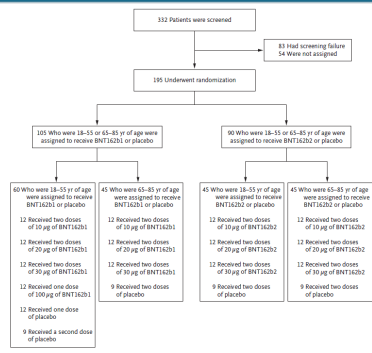 332 Patients were screened
83 Had screening failure
54 Were not assigned
195 Underwent randomization
105 Who were 18–55 or 65–85 yr of age were
assigned to receive BNT162b1 or placebo
90 Who were 18–55 or 65–85 yr of age were
assigned to receive BNT162b2 or placebo
60 Who were 18–55 yr of age
were assigned to receive
BNT162b1 or placebo
12 Received two doses
of 10 µg of BNT162b1
12 Received two doses
of 20 µg of BNT162b1
12 Received two doses
of 30 µg of BNT162b1
12 Received one dose
of 100 µg of BNT162b1
12 Received one dose
of placebo
9 Received a second dose
of placebo
45 Who were 65–85 yr of age
were assigned to receive
BNT162b1 or placebo
12 Received two doses
of 10 µg of BNT162b1
12 Received two doses
of 20 µg of BNT162b1
12 Received two doses
of 30 µg of BNT162b1
9 Received two doses
of placebo
45 Who were 18–55 yr of age
were assigned to receive
BNT162b2 or placebo
12 Received two doses
of 10 µg of BNT162b2
12 Received two doses
of 20 µg of BNT162b2
12 Received two doses
of 30 µg of BNT162b2
9 Received two doses of
placebo
45 Who were 65–85 yr of age
were assigned to receive
BNT162b2 or placebo
12 Received two doses
of 10 µg of BNT162b2
12 Received two doses
of 20 µg of BNT162b2
12 Received two doses
of 30 µg of BNT162b2
9 Received two doses of
placebo